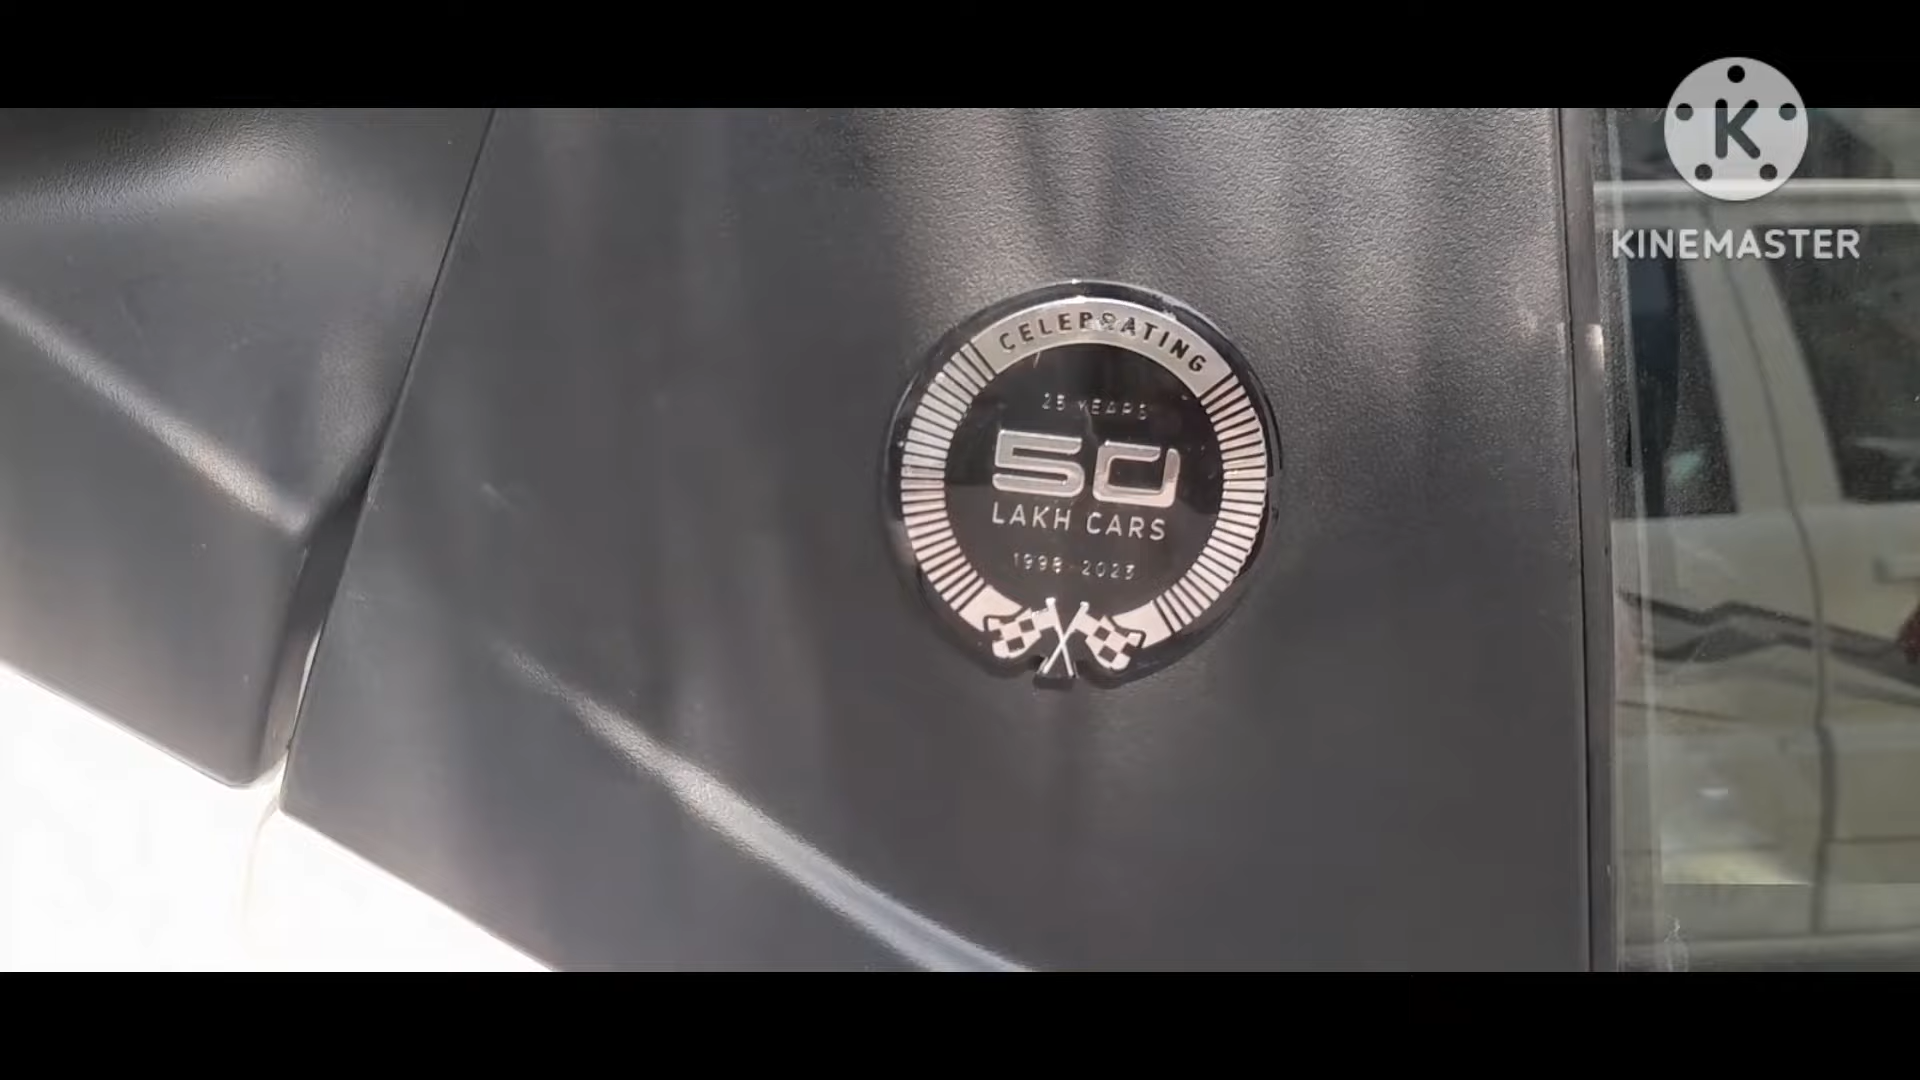 K
KINEMASTER
CELEBRATING
25 YEARS
50
LAKH CARS
1998-2023